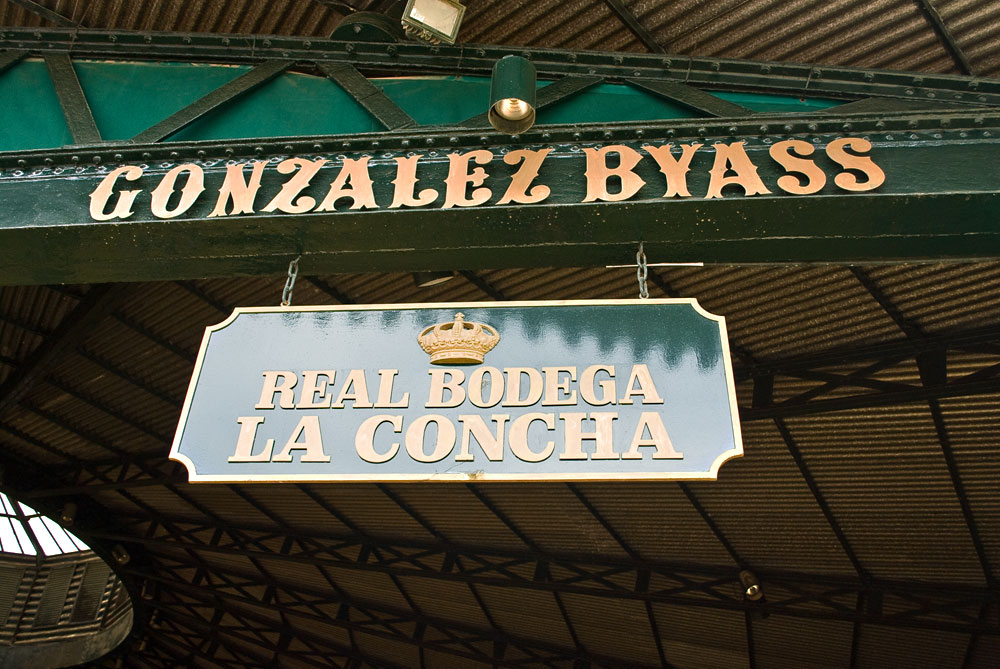 GONZALEZ BYASS
REAL BODEGA
LA CONCHA